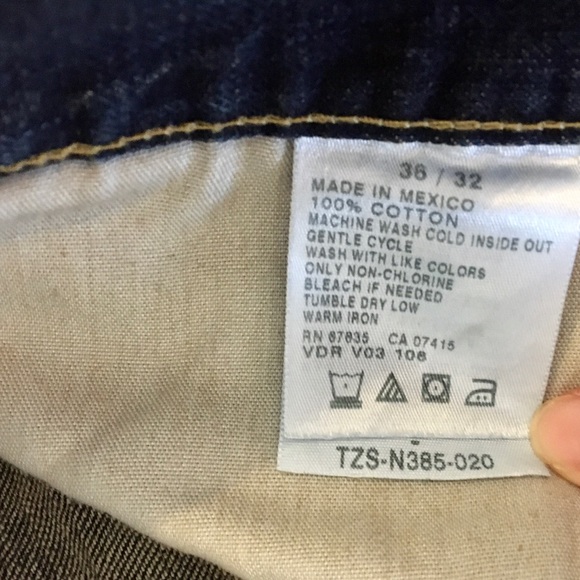 36 / 32
MADE IN MEXICO
100% COTTON
MACHINE WASH COLD INSIDE OUT
GENTLE CYCLE
WASH WITH LIKE COLORS
ONLY NON-CHLORINE
BLEACH IF NEEDED
TUMBLE DRY LOW
WARM IRON
RN 67635 CA 07415
VDR V03 106
TZS-N385-020